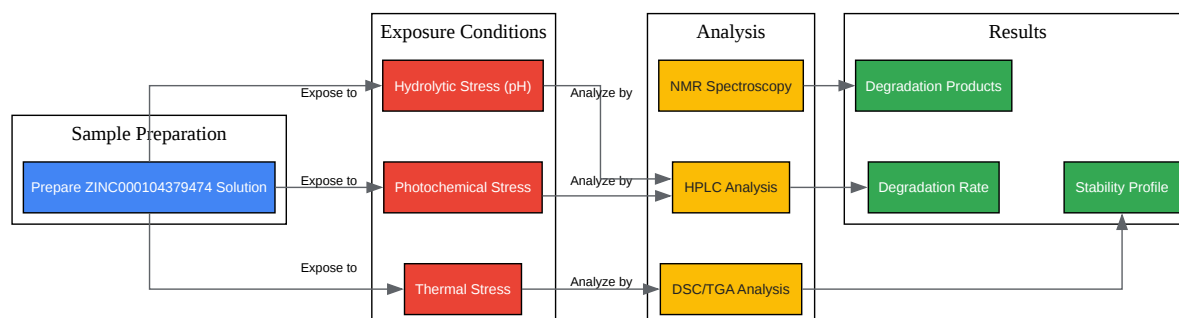 Exposure Conditions
Analysis
Results
Hydrolytic Stress (pH)
NMR Spectroscopy
Degradation Products
Expose to
Analyze by
Sample Preparation
Prepare ZINC000104379474 Solution
Expose to
Photochemical Stress
Analyze by
HPLC Analysis
Degradation Rate
Stability Profile
Expose to
Thermal Stress
Analyze by
DSC/TGA Analysis